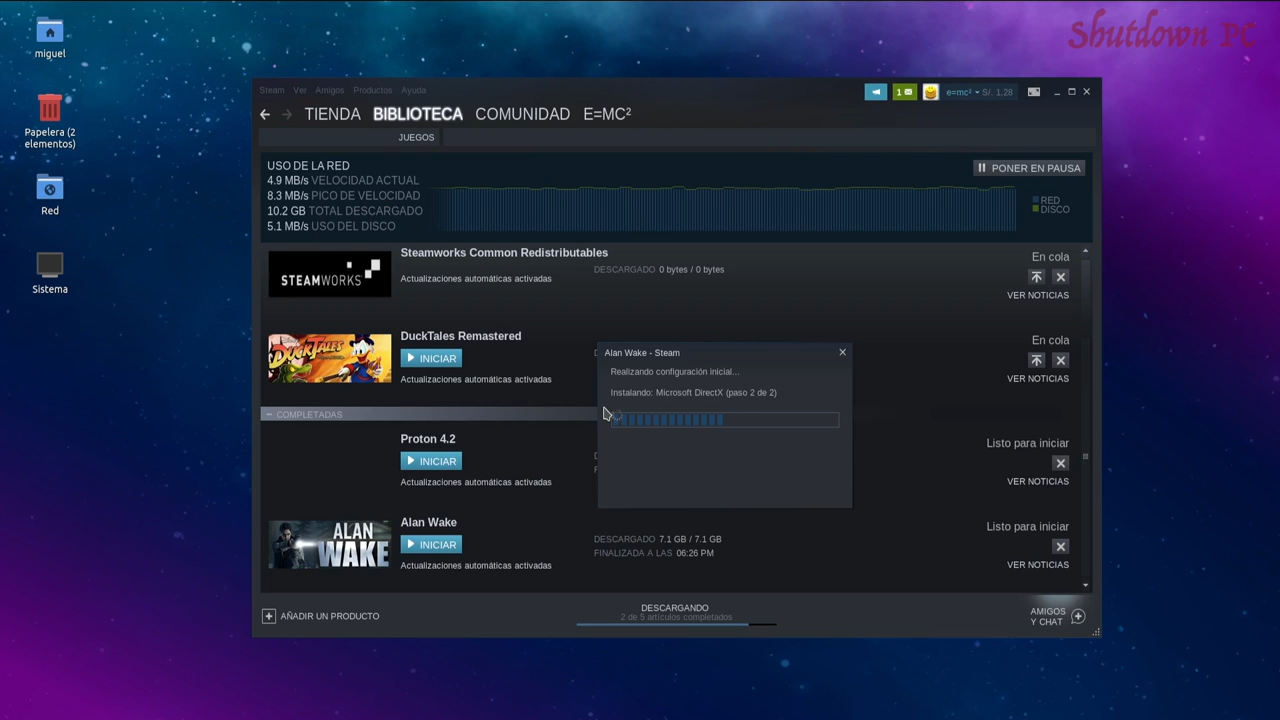 miguel
Papelera (2
elementos)
Red
Sistema
Shutdown PC
Steam Ver Amigos Productos Ayuda
1
e=mc² S/. 1.28
TIENDA BIBLIOTECA COMUNIDAD E=MC²
JUEGOS
USO DE LA RED
4.9 MB/s VELOCIDAD ACTUAL
8.3 MB/s PICO DE VELOCIDAD
10.2 GB TOTAL DESCARGADO
5.1 MB/s USO DEL DISCO
PONER EN PAUSA
RED
DISCO
STEAMWORKS
Steamworks Common Redistributables
Actualizaciones automáticas activadas
DESCARGADO 0 bytes / 0 bytes
En cola
VER NOTICIAS
DUCKTALES
DuckTales Remastered
INICIAR
Actualizaciones automáticas activadas
En cola
VER NOTICIAS
Alan Wake - Steam
Realizando configuración inicial...
Instalando: Microsoft DirectX (paso 2 de 2)
COMPLETADAS
Proton 4.2
INICIAR
Actualizaciones automáticas activadas
Listo para iniciar
VER NOTICIAS
ALAN
WAKE
Alan Wake
INICIAR
Actualizaciones automáticas activadas
DESCARGADO 7.1 GB / 7.1 GB
FINALIZADA A LAS 06:26 PM
Listo para iniciar
VER NOTICIAS
AÑADIR UN PRODUCTO
DESCARGANDO
2 de 5 artículos completados
AMIGOS
Y CHAT